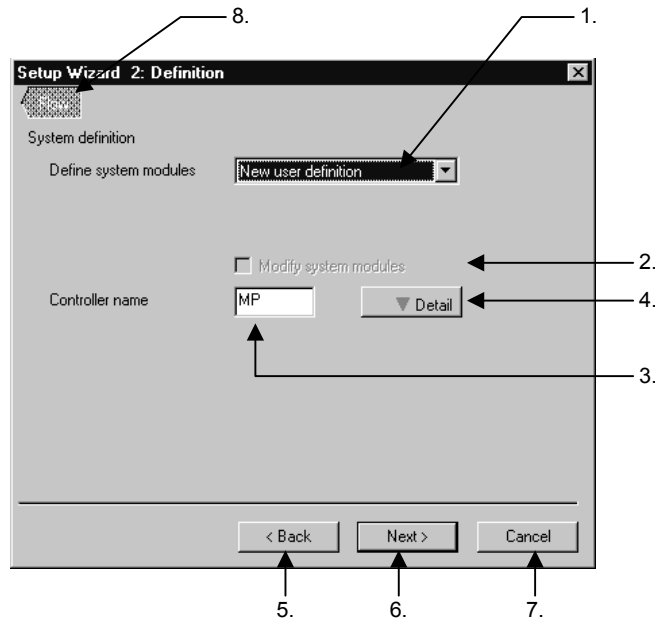 8.
1.
Setup Wizard 2: Definition
Flow
System definition
Define system modules New user definition
Modify system modules
2.
Controller name MP Detail
4.
3.
< Back Next > Cancel
5. 6. 7.